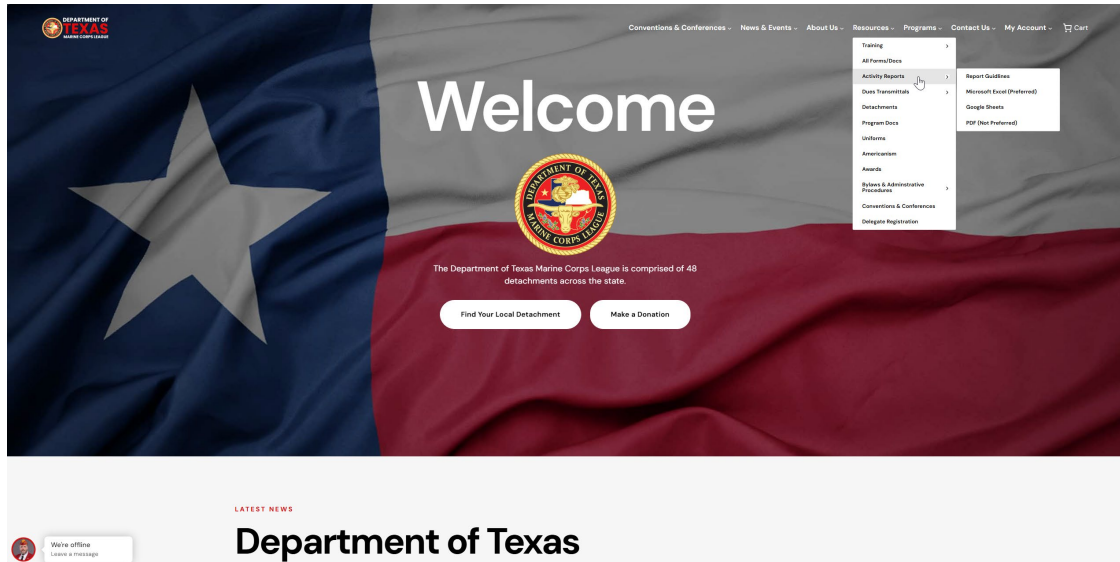 DEPARTMENT OF
TEXAS
MARINE CORPS LEAGUE
Conventions & Conferences
News & Events
About Us
Resources
Programs
Contact Us
My Account
Cart
Training
All Forms/Docs
Activity Reports
Dues Transmittals
Detachments
Program Docs
Uniforms
Americanism
Awards
Bylaws & Adminstrative
Procedures
Conventions & Conferences
Delegate Registration
Report Guidlines
Microsoft Excel (Preferred)
Google Sheets
PDF (Not Preferred)
Welcome
DEPARTMENT OF TEXAS
MARINE CORPS LEAGUE
The Department of Texas Marine Corps League is comprised of 48
detachments across the state.
Find Your Local Detachment
Make a Donation
LATEST NEWS
Department of Texas
We're offline
Leave a message